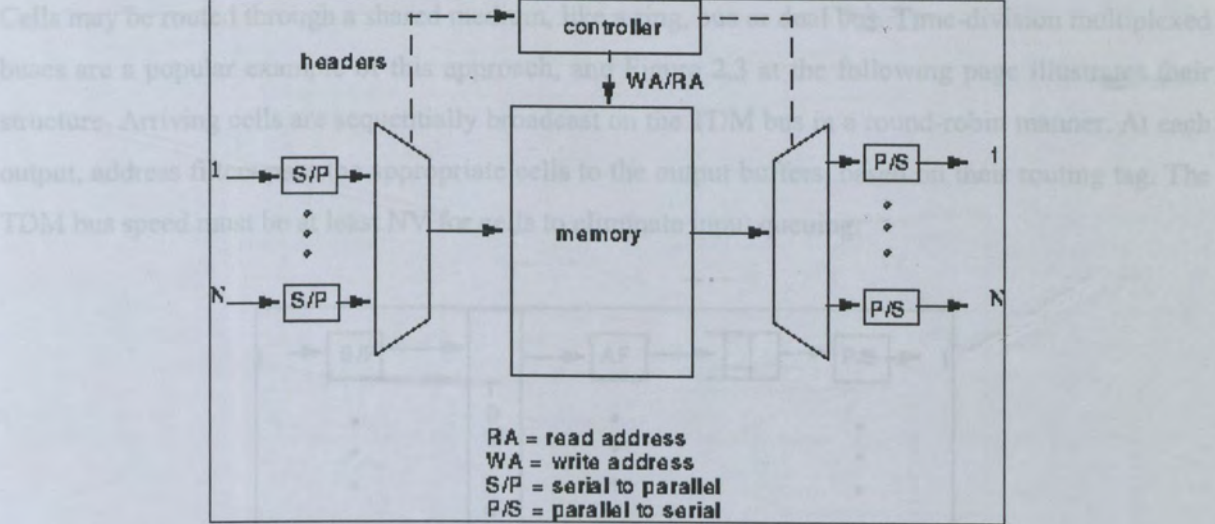 Cells may be routed through a shared medium, like a ring, bus or dual bus. Time-division multiplexed
buses are a popular example of this approach, and Figure 2.3 at the following page illustrates their
structure. Arriving cells are sequentially broadcast on the TDM bus in a round-robin manner. At each
output, address filters pass appropriate cells to the output buffers, based on their routing tag. The
TDM bus speed must be at least NV for cells to eliminate input queuing.
controller
headers
WA/RA
1 S/P P/S 1
memory
N S/P P/S N
S/P AF P/S 1
RA = read address
WA = write address
S/P = serial to parallel
P/S = parallel to serial